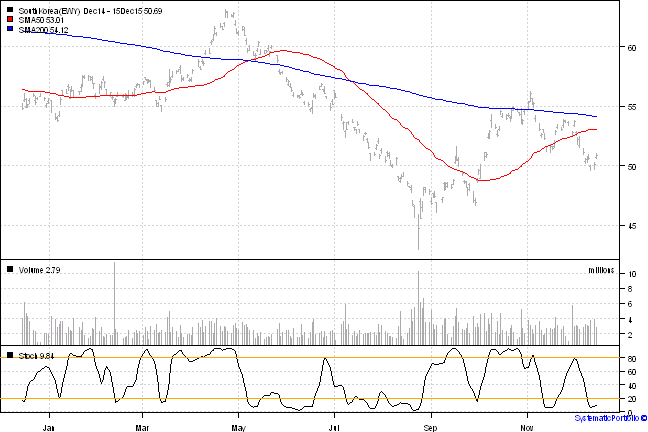 South Korea (EWY) Dec14 - 15Dec15 50.69
SMA50 53.01
SMA200 54.12
60
55
50
45
Volume 2.79
millions
10
8
6
4
2
Stoch 9.84
80
60
40
20
0
Jan Mar May Jul Sep Nov
SystematicPortfolio ©